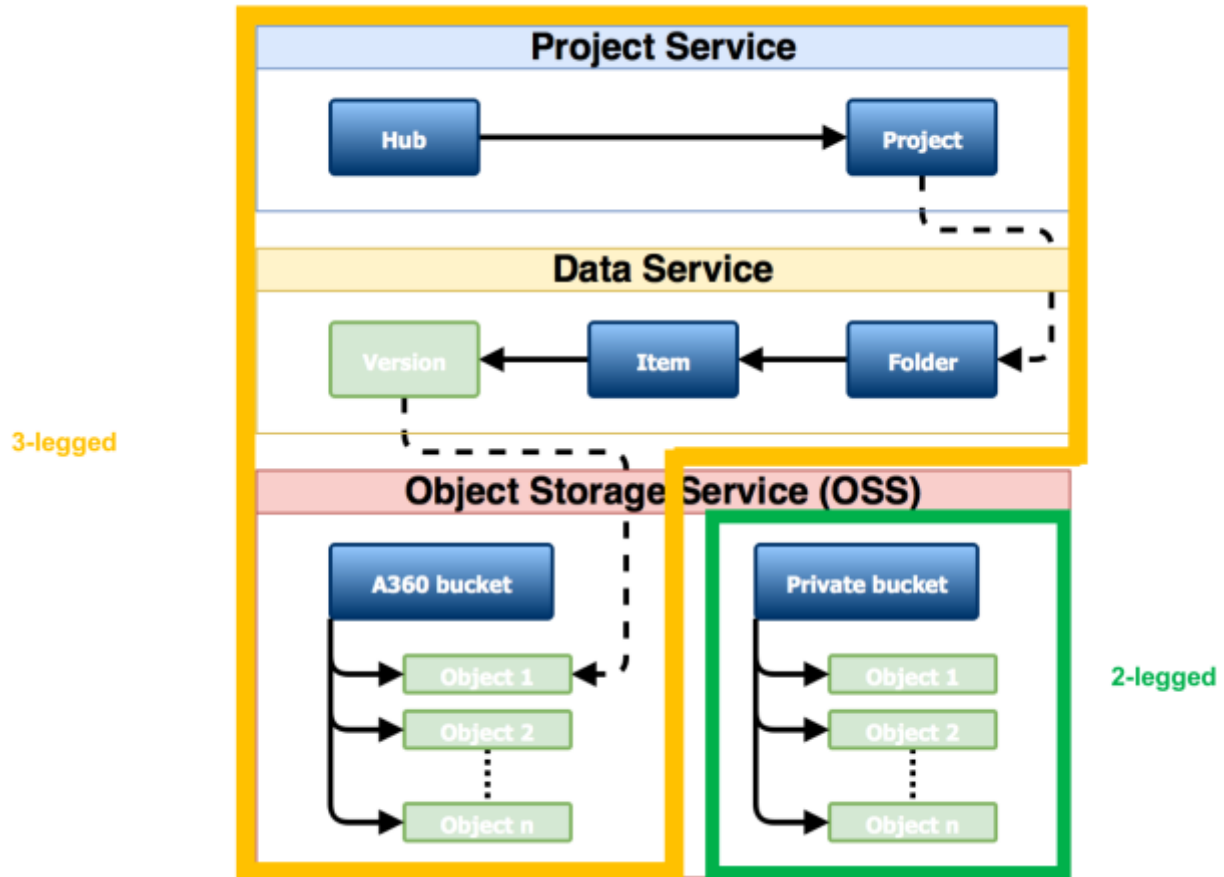 Project Service
Hub
Project
Data Service
Version
Item
Folder
3-legged
Object Storage Service (OSS)
A360 bucket
Private bucket
Object 1
Object 1
2-legged
Object 2
Object 2
Object n
Object n